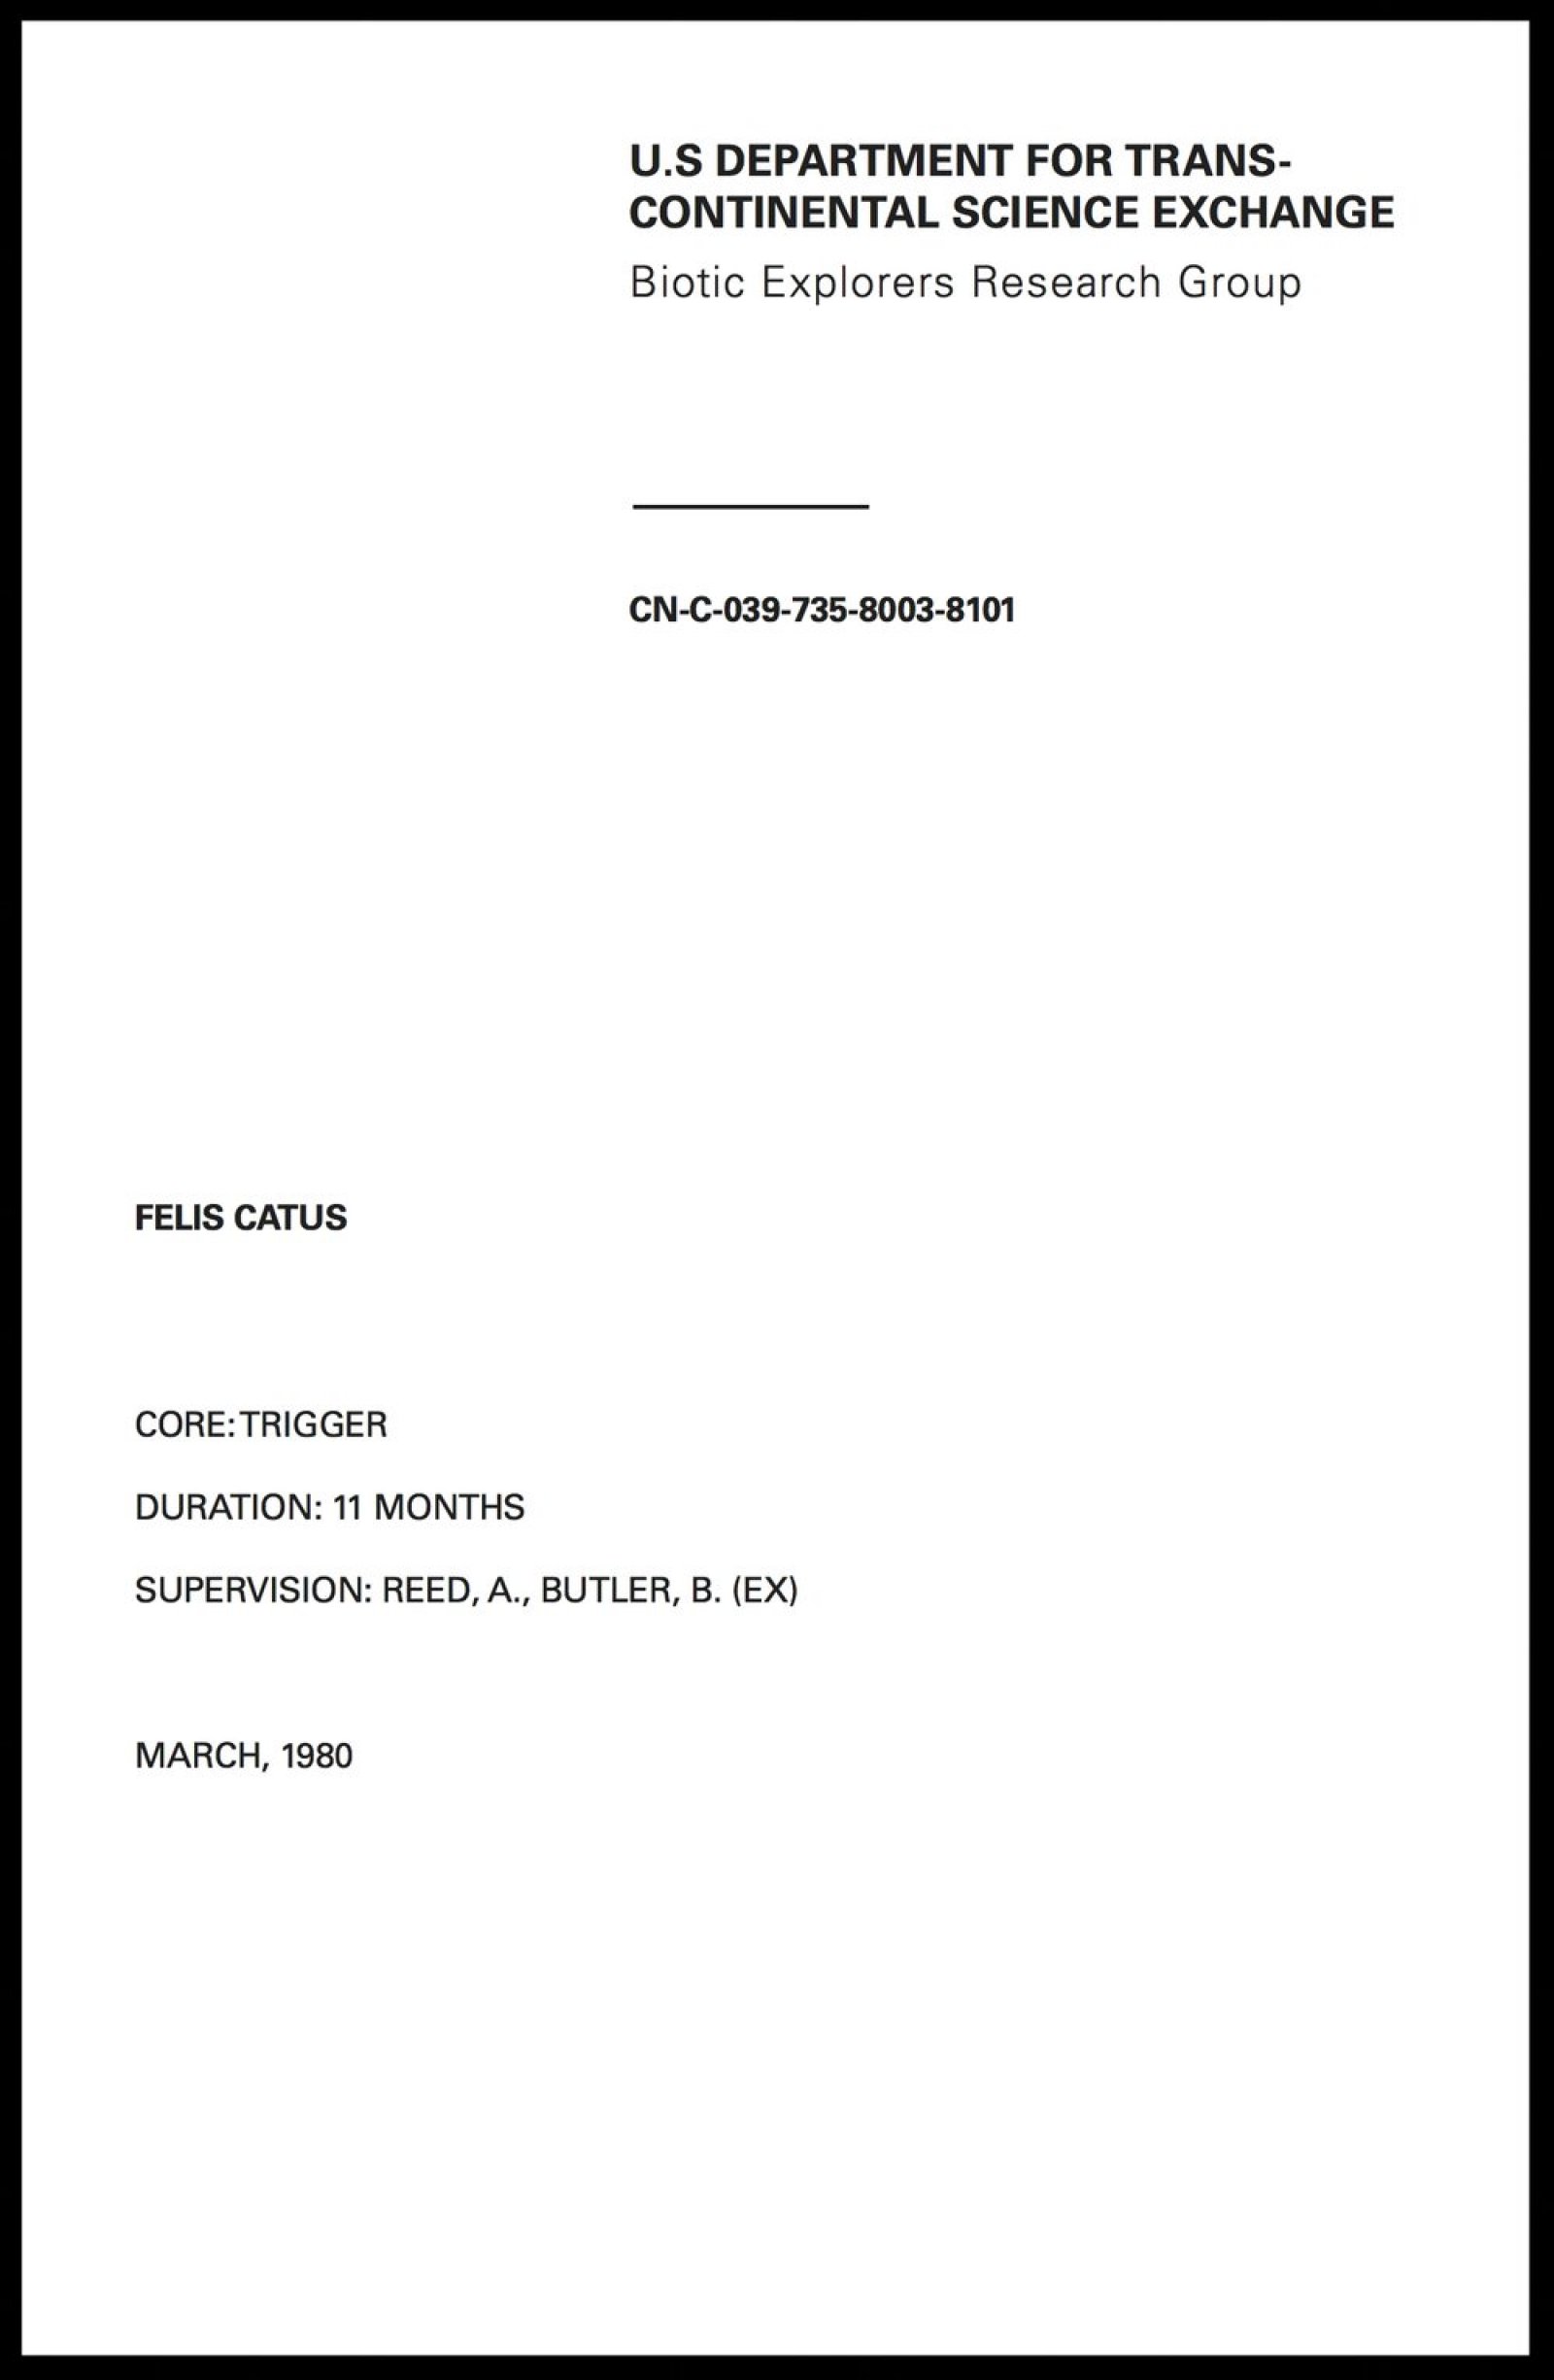 U.S DEPARTMENT FOR TRANS-
CONTINENTAL SCIENCE EXCHANGE
Biotic Explorers Research Group
CN-C-039-735-8003-8101
FELIS CATUS
CORE: TRIGGER
DURATION: 11 MONTHS
SUPERVISION: REED, A., BUTLER, B. (EX)
MARCH, 1980